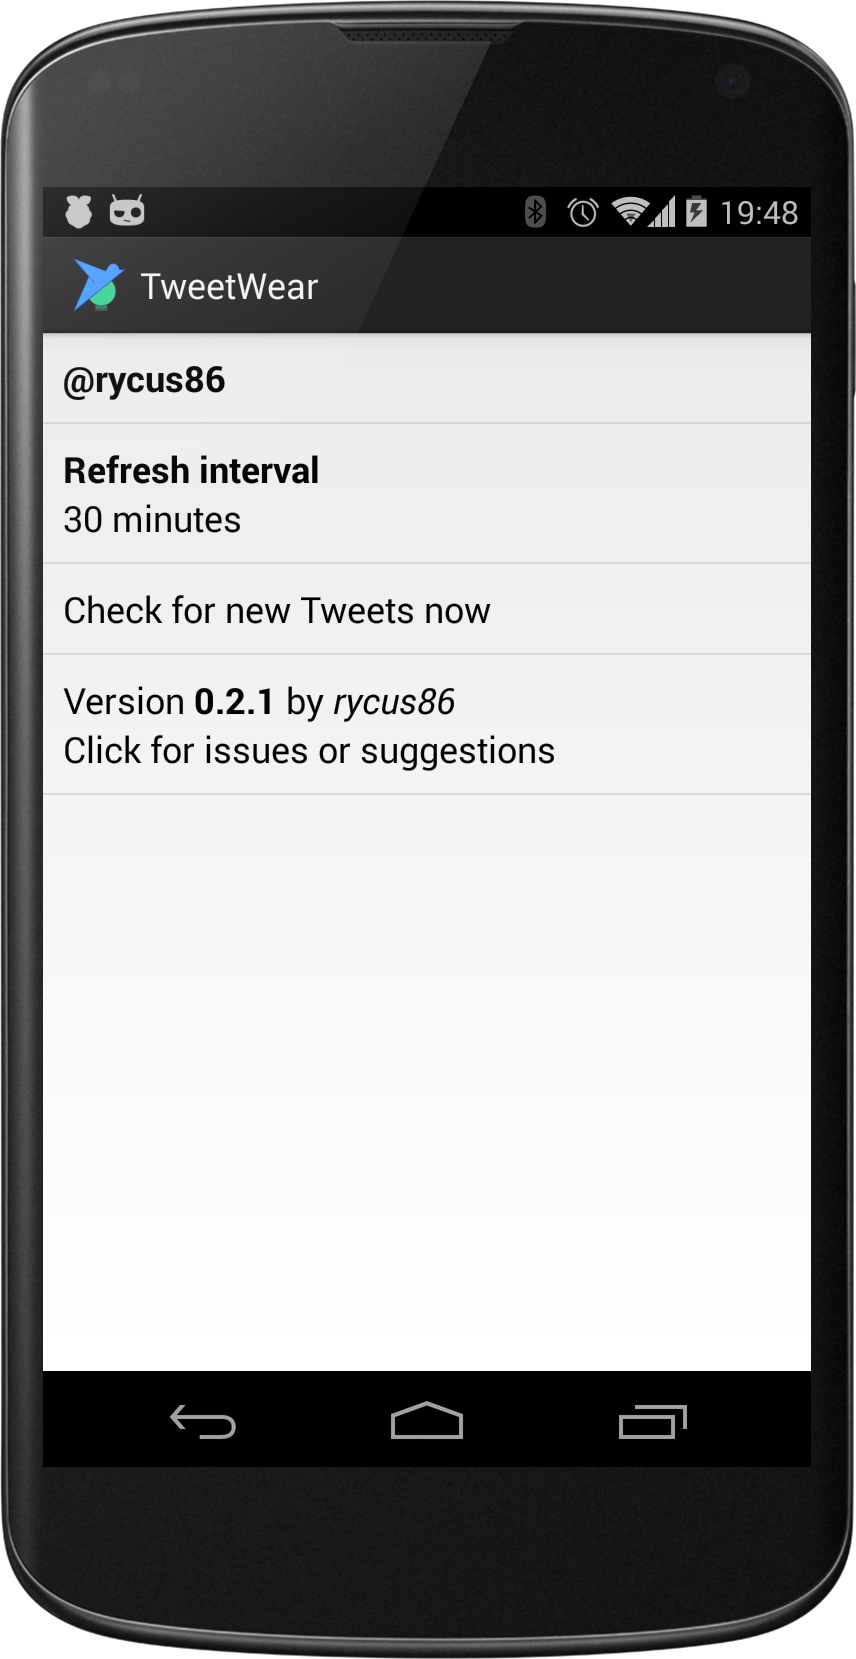 19:48
TweetWear
@rycus86
Refresh interval
30 minutes
Check for new Tweets now
Version 0.2.1 by rycus86
Click for issues or suggestions